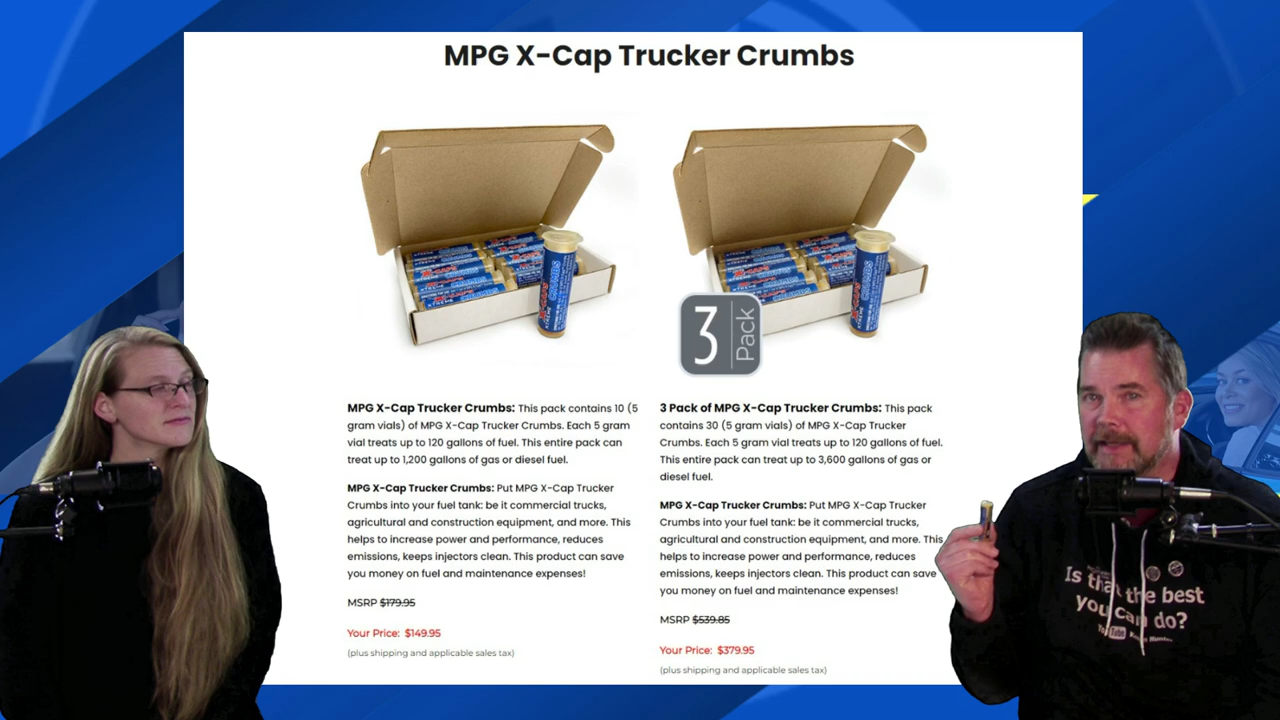 MPG X-Cap Trucker Crumbs
3
Pack
MPG X-Cap Trucker Crumbs: This pack contains 10 (5
gram vials) of MPG X-Cap Trucker Crumbs. Each 5 gram
vial treats up to 120 gallons of fuel. This entire pack can
treat up to 1,200 gallons of gas or diesel fuel.
MPG X-Cap Trucker Crumbs: Put MPG X-Cap Trucker
Crumbs into your fuel tank: be it commercial trucks,
agricultural and construction equipment, and more. This
helps to increase power and performance, reduces
emissions, keeps injectors clean. This product can save
you money on fuel and maintenance expenses!
MSRP $179.95
Your Price: $149.95
(plus shipping and applicable sales tax)
3 Pack of MPG X-Cap Trucker Crumbs: This pack
contains 30 (5 gram vials) of MPG X-Cap Trucker
Crumbs. Each 5 gram vial treats up to 120 gallons of fuel.
This entire pack can treat up to 3,600 gallons of gas or
diesel fuel.
MPG X-Cap Trucker Crumbs: Put MPG X-Cap Trucker
Crumbs into your fuel tank: be it commercial trucks,
agricultural and construction equipment, and more. This
helps to increase power and performance, reduces
emissions, keeps injectors clean. This product can save
you money on fuel and maintenance expenses!
MSRP $539.85
Your Price: $379.95
(plus shipping and applicable sales tax)
Is that the best
you can do?
YouTube